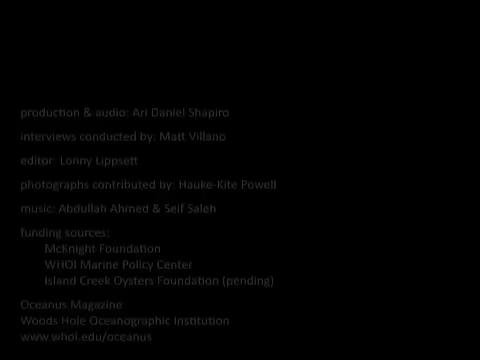 production & audio: Ari Daniel Shapiro
interviews conducted by: Matt Villano
editor: Lonny Lippsett
photographs contributed by: Hauke-Kite Powell
music: Abdullah Ahmed & Seif Saleh
funding sources:
McKnight Foundation
WHOI Marine Policy Center
Island Creek Oysters Foundation (pending)
Oceanus Magazine
Woods Hole Oceanographic Institution
www.whoi.edu/oceanus